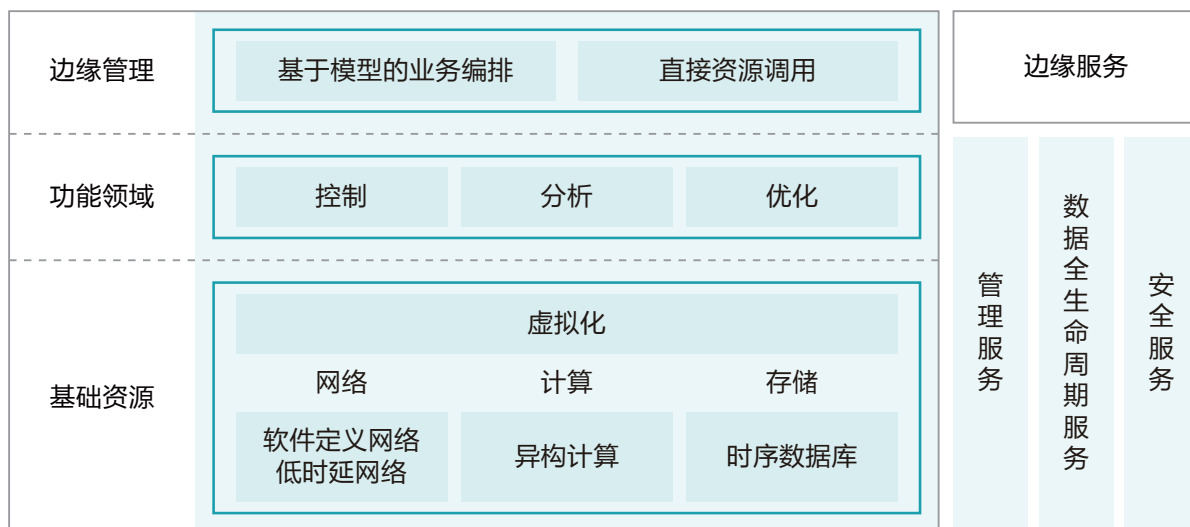 边缘管理
基于模型的业务编排
直接资源调用
功能领域
控制
分析
优化
基础资源
虚拟化
网络
计算
存储
软件定义网络
低时延网络
异构计算
时序数据库
边缘服务
管理服务
数据全生命周期服务
安全服务